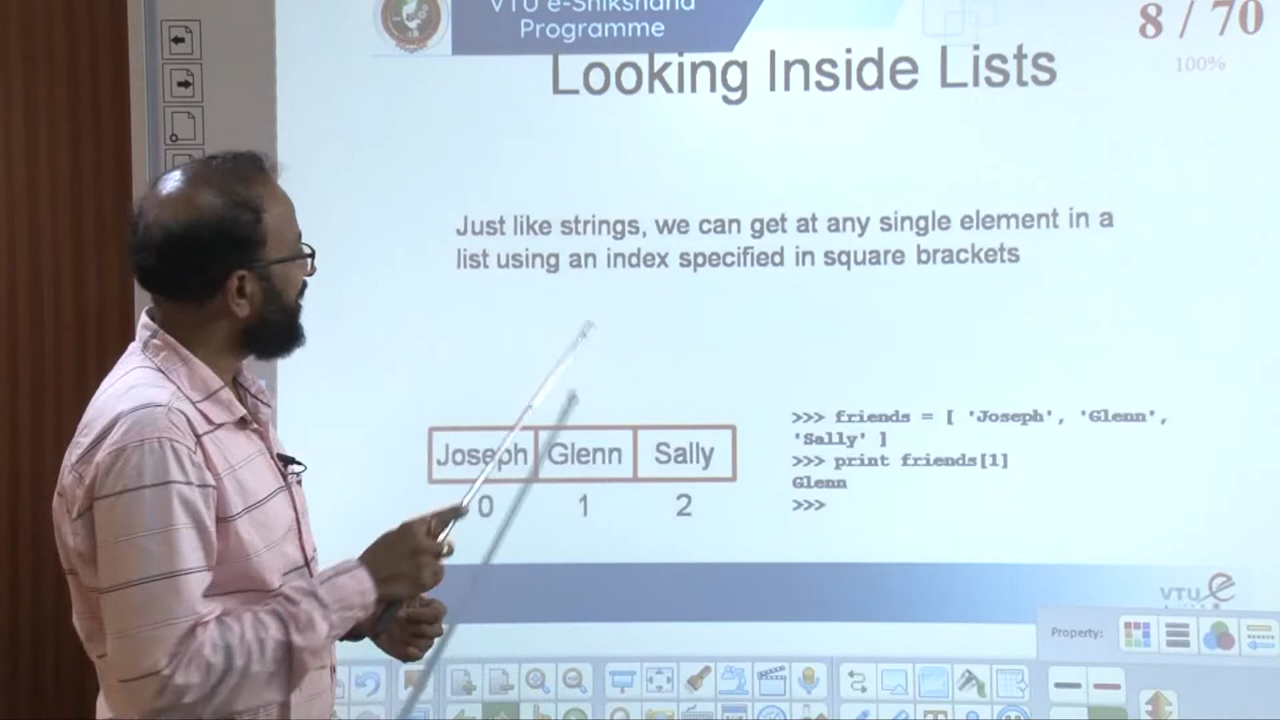 VTU e-Shikshana
Programme
8 / 70
100%
Looking Inside Lists
Just like strings, we can get at any single element in a
list using an index specified in square brackets
Joseph Glenn Sally
0 1 2
>>> friends = [ 'Joseph', 'Glenn',
'Sally' ]
>>> print friends[1]
Glenn
>>>
VTU e
Property: